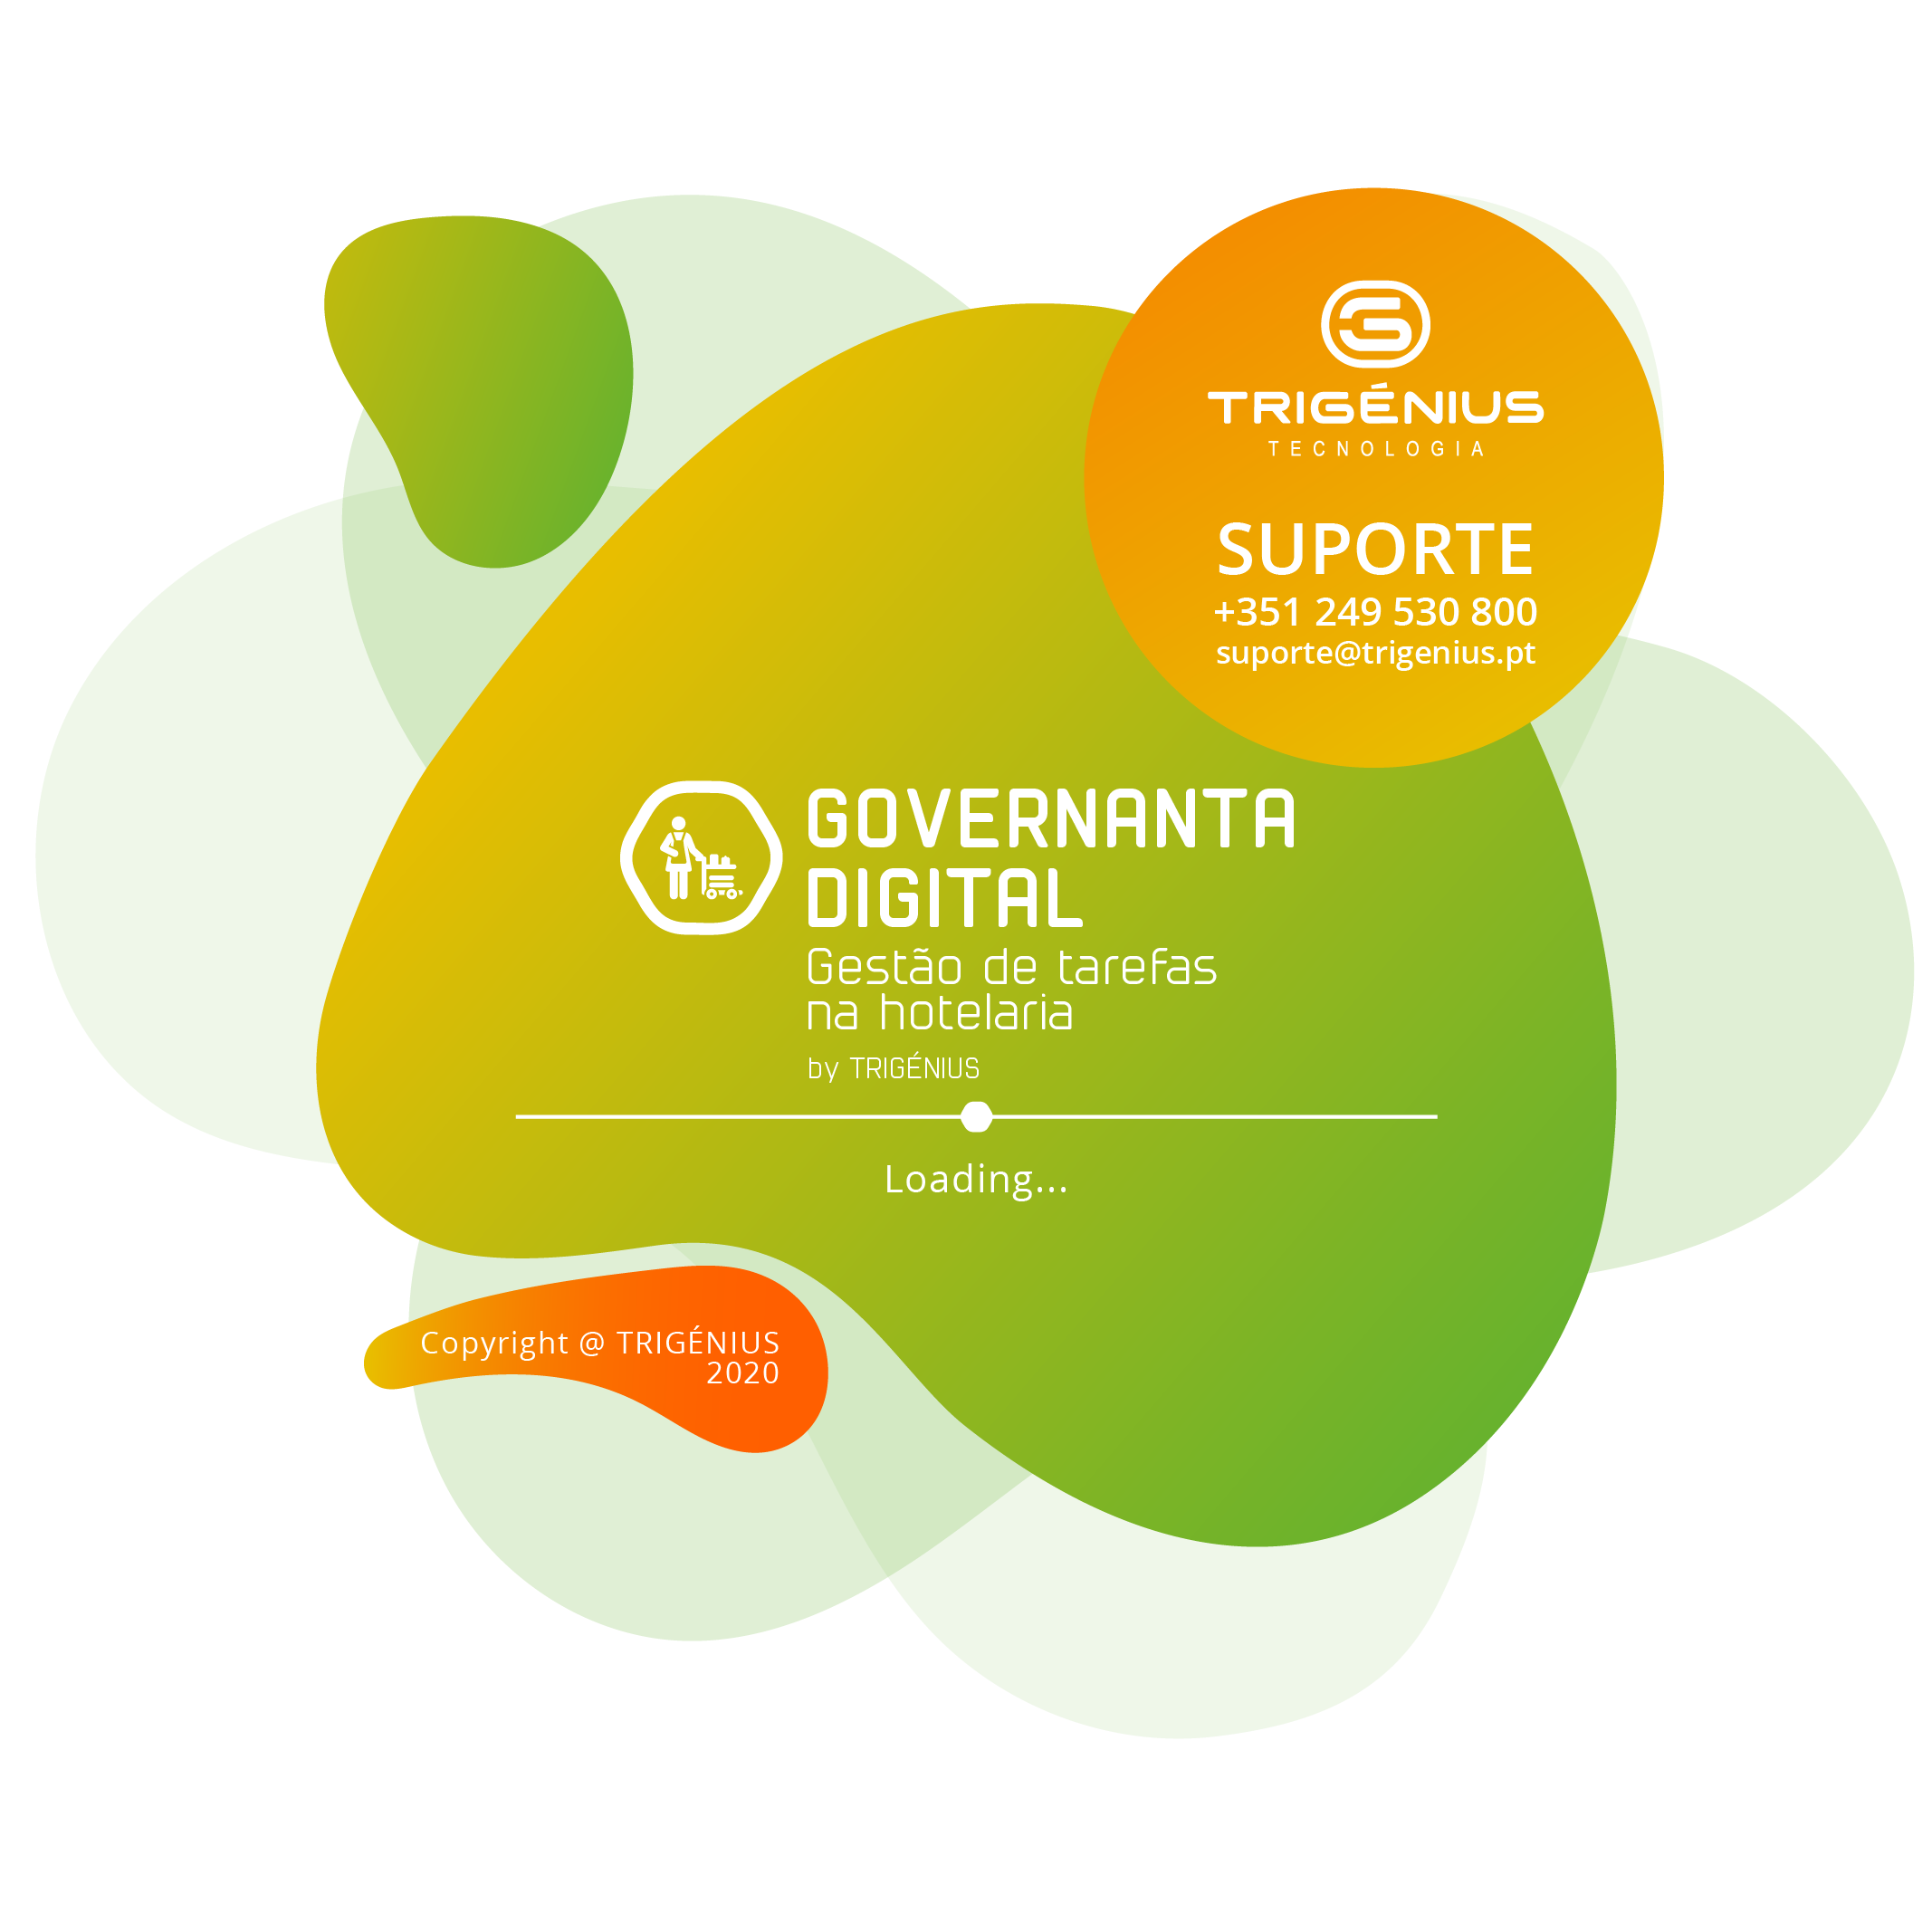 TRIGÉNIUS
TECNOLOGIA
SUPORTE
+351 249 530 800
suporte@trigenius.pt
GOVERNANTA
DIGITAL
Gestão de tarefas
na hotelaria
by TRIGÉNIUS
Loading...
Copyright @ TRIGÉNIUS
2020